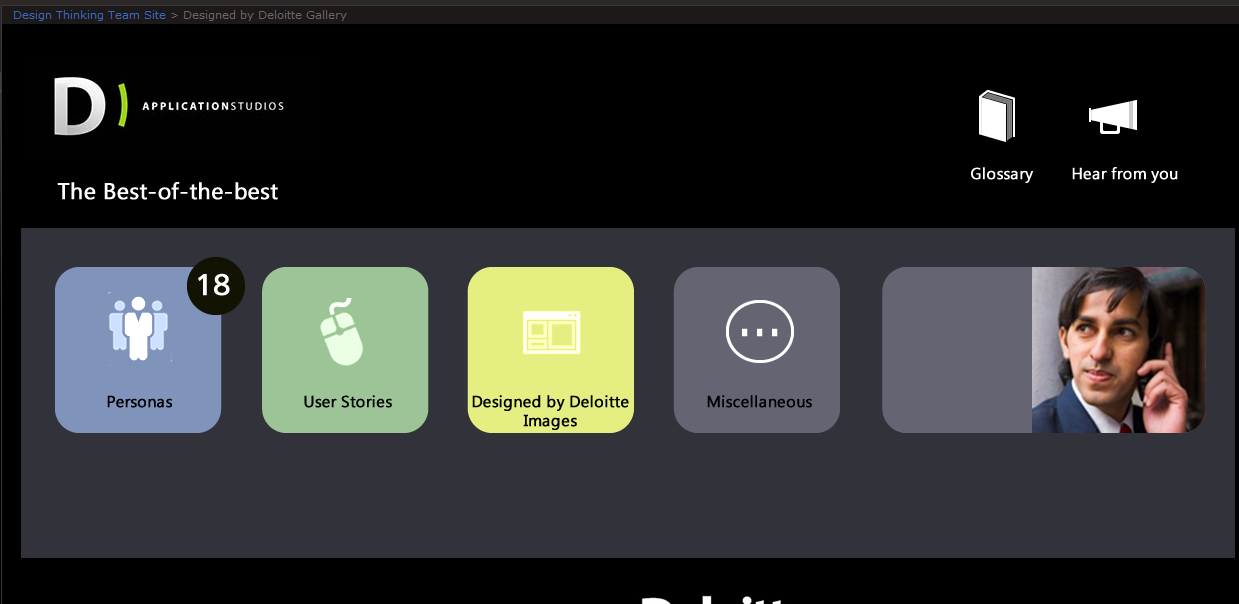 Design Thinking Team Site > Designed by Deloitte Gallery
D) APPLICATIONSTUDIOS
Glossary
Hear from you
The Best-of-the-best
18
Personas
User Stories
Designed by Deloitte
Images
Miscellaneous